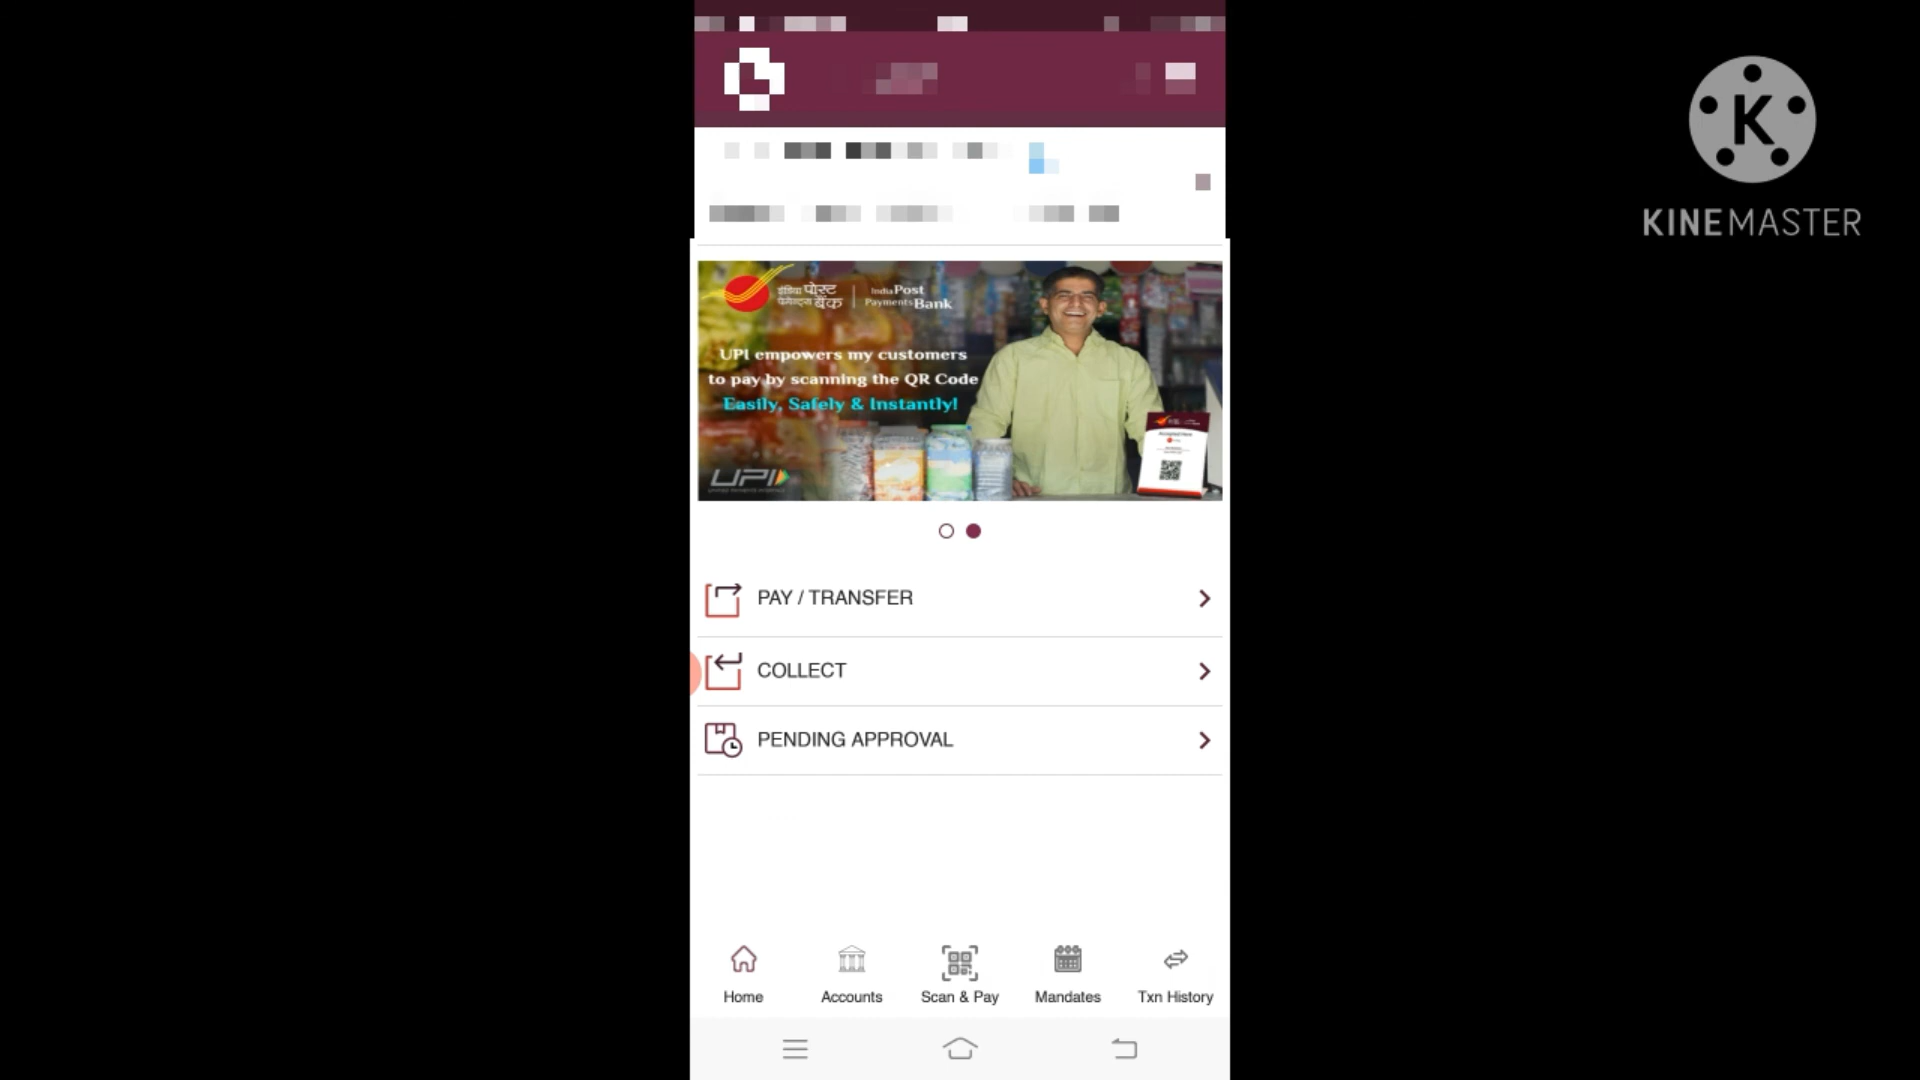 K
KINEMASTER
इंडिया पोस्ट
पेमेन्ट्स बैंक
India Post
Payments Bank
UPI empowers my customers
to pay by scanning the QR Code
Easily, Safely & Instantly!
UPI
PAY / TRANSFER
COLLECT
PENDING APPROVAL
Home
Accounts
Scan & Pay
Mandates
Txn History